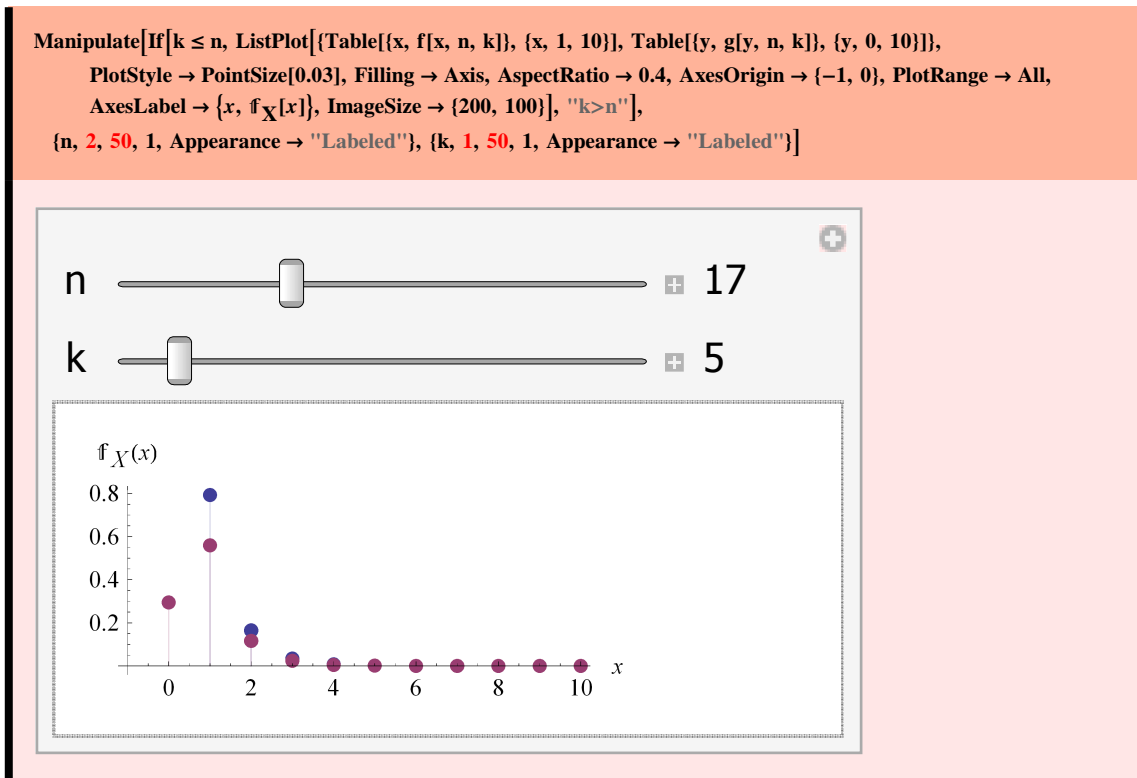 Manipulate[If[k ≤ n, ListPlot[{Table[{x, f[x, n, k]}, {x, 1, 10}], Table[{y, g[y, n, k]}, {y, 0, 10}]},
PlotStyle → PointSize[0.03], Filling → Axis, AspectRatio → 0.4, AxesOrigin → {−1, 0}, PlotRange → All,
AxesLabel → {x, 𝕗X[x]}, ImageSize → {200, 100}], "k>n"],
{n, 2, 50, 1, Appearance → "Labeled"}, {k, 1, 50, 1, Appearance → "Labeled"}]
n 17
k 5
𝕗X(x)
0.8
0.6
0.4
0.2
x
0 2 4 6 8 10